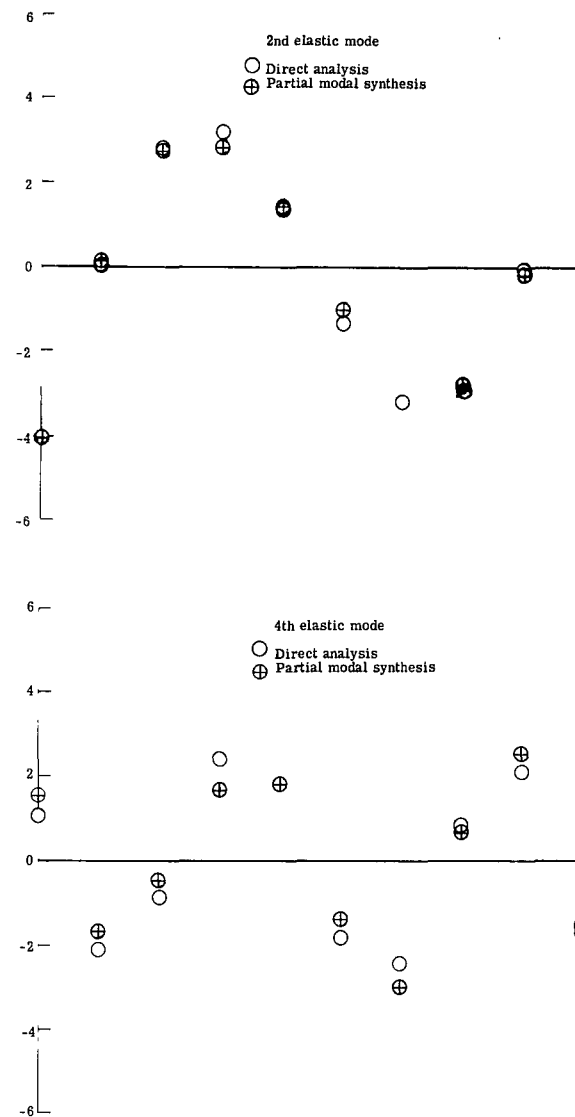 6
2nd elastic mode
Direct analysis
Partial modal synthesis
4
2
0
-2
-4
-6
6
4th elastic mode
Direct analysis
Partial modal synthesis
4
2
0
-2
-4
-6